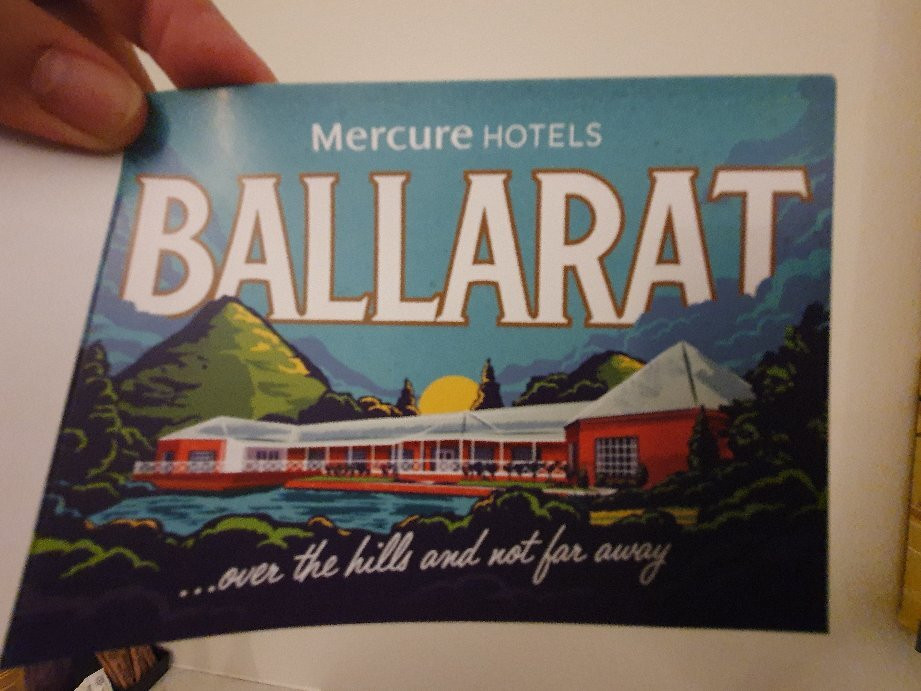 Mercure HOTELS
BALLARAT
...over the hills and not far away